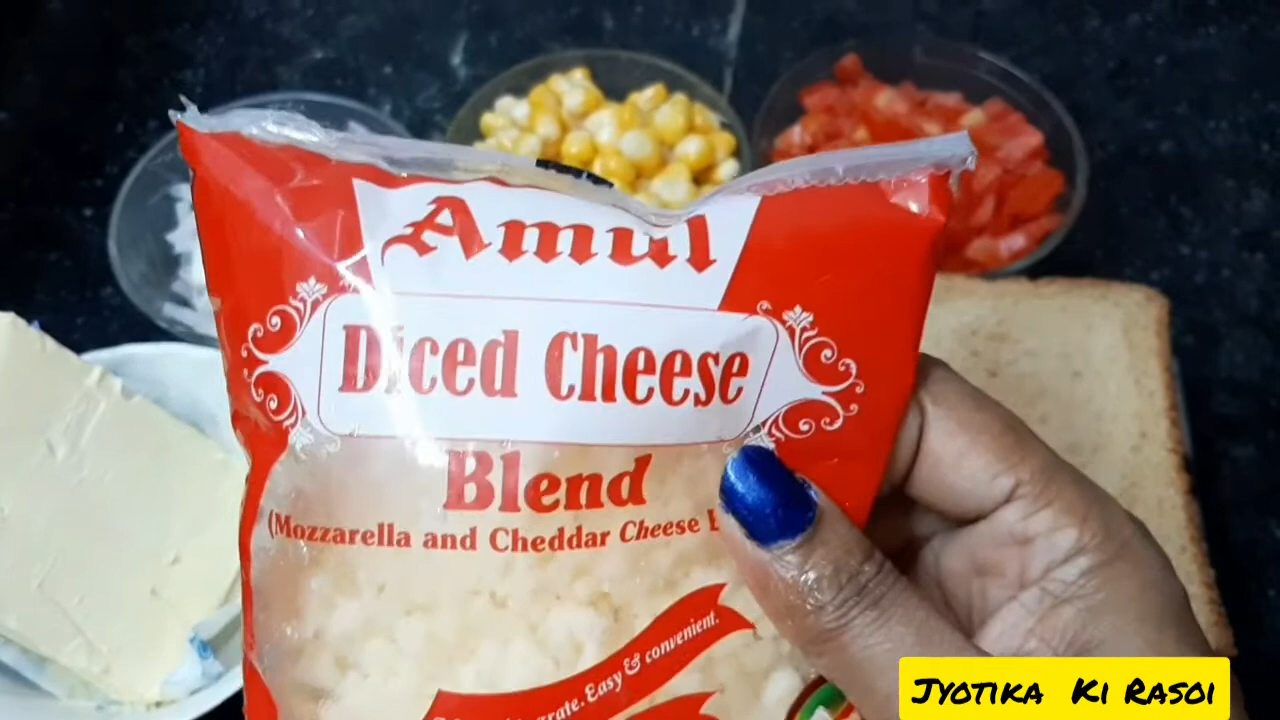 Amul
Diced Cheese
Blend
(Mozzarella and Cheddar Cheese
Easy & convenient.
Jyotika Ki Rasoi